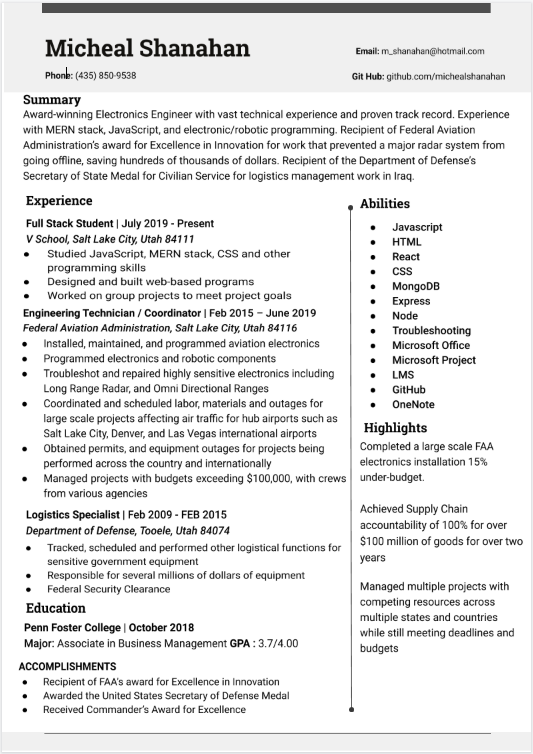 Micheal Shanahan
Email: m_shanahan@hotmail.com
Phone: (435) 850-9538
Git Hub: github.com/michealshanahan
Summary
Award-winning Electronics Engineer with vast technical experience and proven track record. Experience
with MERN stack, JavaScript, and electronic/robotic programming. Recipient of Federal Aviation
Administration's award for Excellence in Innovation for work that prevented a major radar system from
going offline, saving hundreds of thousands of dollars. Recipient of the Department of Defense's
Secretary of State Medal for Civilian Service for logistics management work in Iraq.
Experience
Full Stack Student | July 2019 - Present
V School, Salt Lake City, Utah 84111
● Studied JavaScript, MERN stack, CSS and other
programming skills
● Designed and built web-based programs
● Worked on group projects to meet project goals
Engineering Technician / Coordinator | Feb 2015 – June 2019
Federal Aviation Administration, Salt Lake City, Utah 84116
● Installed, maintained, and programmed aviation electronics
● Programmed electronics and robotic components
● Troubleshot and repaired highly sensitive electronics including
Long Range Radar, and Omni Directional Ranges
● Coordinated and scheduled labor, materials and outages for
large scale projects affecting air traffic for hub airports such as
Salt Lake City, Denver, and Las Vegas international airports
● Obtained permits, and equipment outages for projects being
performed across the country and internationally
● Managed projects with budgets exceeding $100,000, with crews
from various agencies
Logistics Specialist | Feb 2009 - FEB 2015
Department of Defense, Tooele, Utah 84074
● Tracked, scheduled and performed other logistical functions for
sensitive government equipment
● Responsible for several millions of dollars of equipment
● Federal Security Clearance
Education
Penn Foster College | October 2018
Major: Associate in Business Management GPA : 3.7/4.00
ACCOMPLISHMENTS
● Recipient of FAA's award for Excellence in Innovation
● Awarded the United States Secretary of Defense Medal
● Received Commander's Award for Excellence
Abilities
● Javascript
● HTML
● React
● CSS
● MongoDB
● Express
● Node
● Troubleshooting
● Microsoft Office
● Microsoft Project
● LMS
● GitHub
● OneNote
Highlights
Completed a large scale FAA
electronics installation 15%
under-budget.
Achieved Supply Chain
accountability of 100% for over
$100 million of goods for over two
years
Managed multiple projects with
competing resources across
multiple states and countries
while still meeting deadlines and
budgets